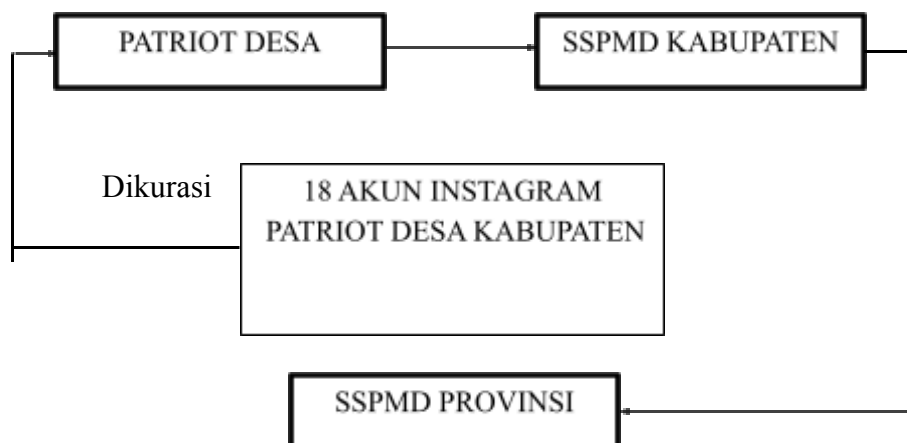 PATRIOT DESA
SSPMD KABUPATEN
Dikurasi
18 AKUN INSTAGRAM
PATRIOT DESA KABUPATEN
SSPMD PROVINSI